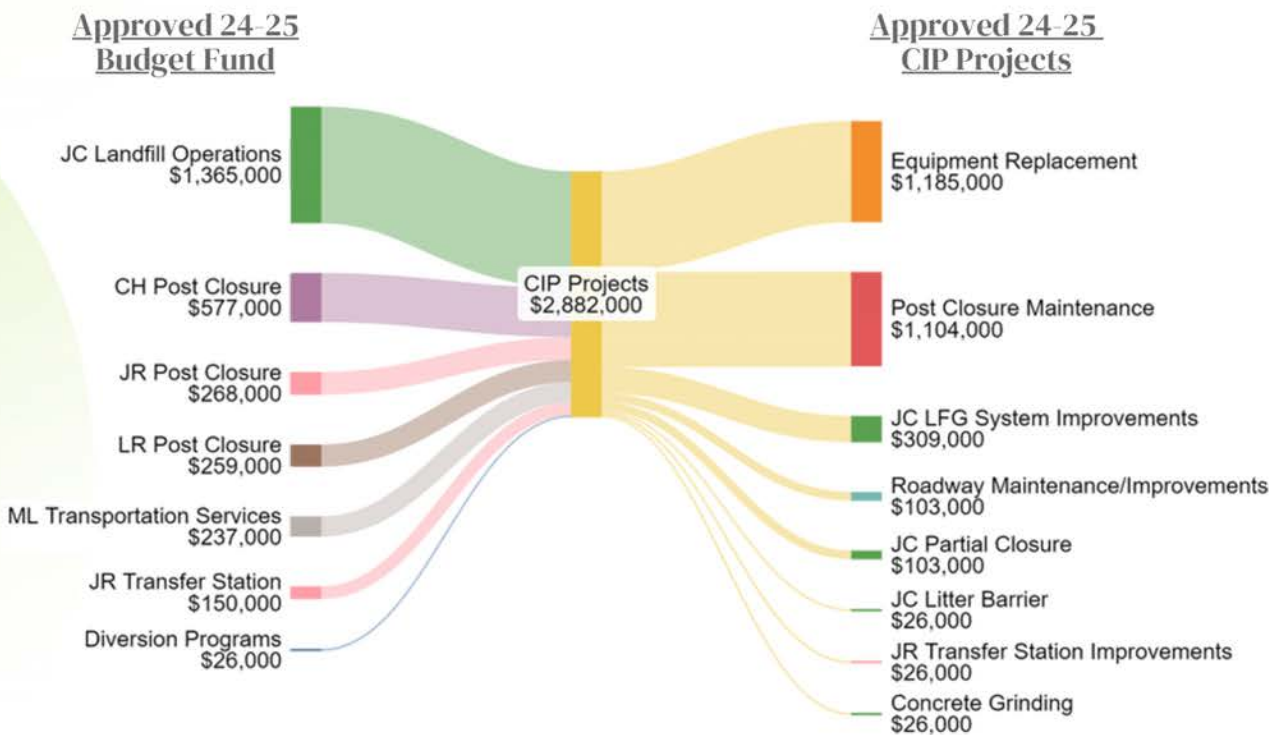 Approved 24-25
Budget Fund
JC Landfill Operations
$1,365,000
CH Post Closure
$577,000
JR Post Closure
$268,000
LR Post Closure
$259,000
ML Transportation Services
$237,000
JR Transfer Station
$150,000
Diversion Programs
$26,000
CIP Projects
$2,882,000
Approved 24-25
CIP Projects
Equipment Replacement
$1,185,000
Post Closure Maintenance
$1,104,000
JC LFG System Improvements
$309,000
Roadway Maintenance/Improvements
$103,000
JC Partial Closure
$103,000
JC Litter Barrier
$26,000
JR Transfer Station Improvements
$26,000
Concrete Grinding
$26,000